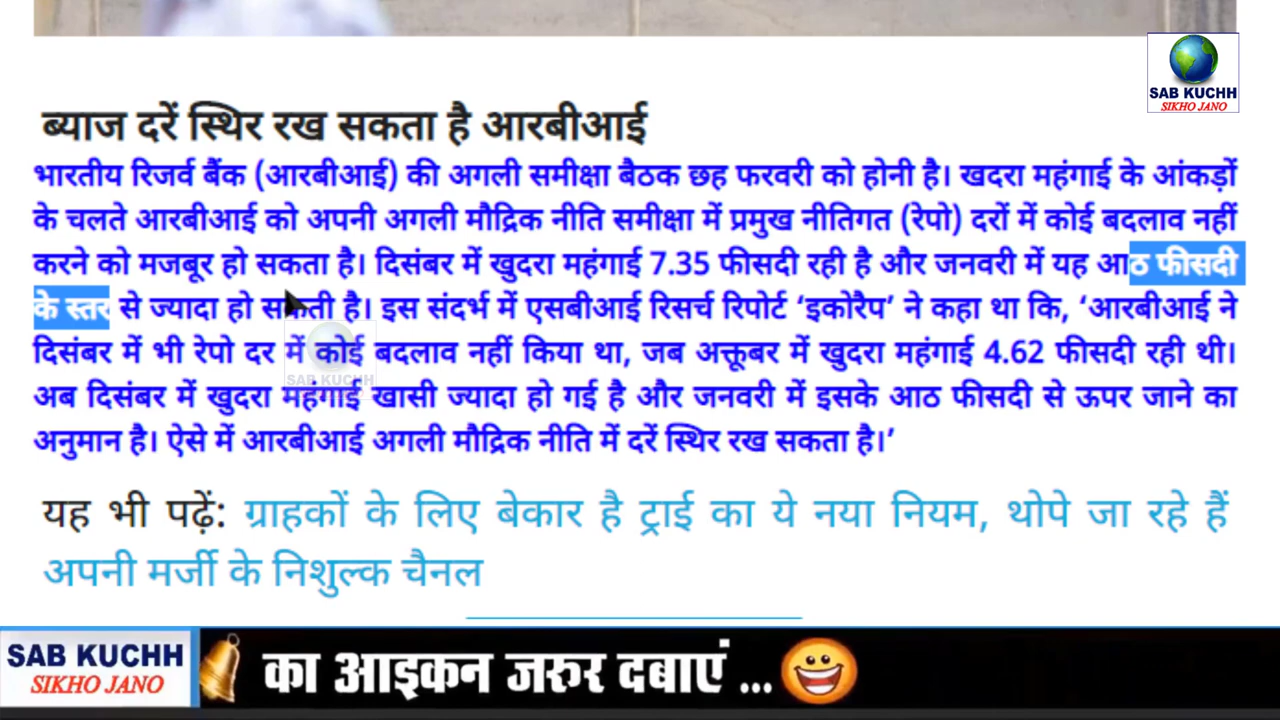 SAB KUCHH
SIKHO JANO
ब्याज दरें स्थिर रख सकता है आरबीआई
भारतीय रिजर्व बैंक (आरबीआई) की अगली समीक्षा बैठक छह फरवरी को होनी है। खदरा महंगाई के आंकड़ों
के चलते आरबीआई को अपनी अगली मौद्रिक नीति समीक्षा में प्रमुख नीतिगत (रेपो) दरों में कोई बदलाव नहीं
करने को मजबूर हो सकता है। दिसंबर में खुदरा महंगाई 7.35 फीसदी रही है और जनवरी में यह आठ फीसदी
के स्तर से ज्यादा हो सकती है। इस संदर्भ में एसबीआई रिसर्च रिपोर्ट ‘इकोरैप’ ने कहा था कि, ‘आरबीआई ने
दिसंबर में भी रेपो दर में कोई बदलाव नहीं किया था, जब अक्तूबर में खुदरा महंगाई 4.62 फीसदी रही थी।
अब दिसंबर में खुदरा महंगाई खासी ज्यादा हो गई है और जनवरी में इसके आठ फीसदी से ऊपर जाने का
अनुमान है। ऐसे में आरबीआई अगली मौद्रिक नीति में दरें स्थिर रख सकता है।’
SAB KUCHH
यह भी पढ़ें: ग्राहकों के लिए बेकार है ट्राई का ये नया नियम, थोपे जा रहे हैं
अपनी मर्जी के निशुल्क चैनल
SAB KUCHH
SIKHO JANO
का आइकन जरुर दबाएं ...